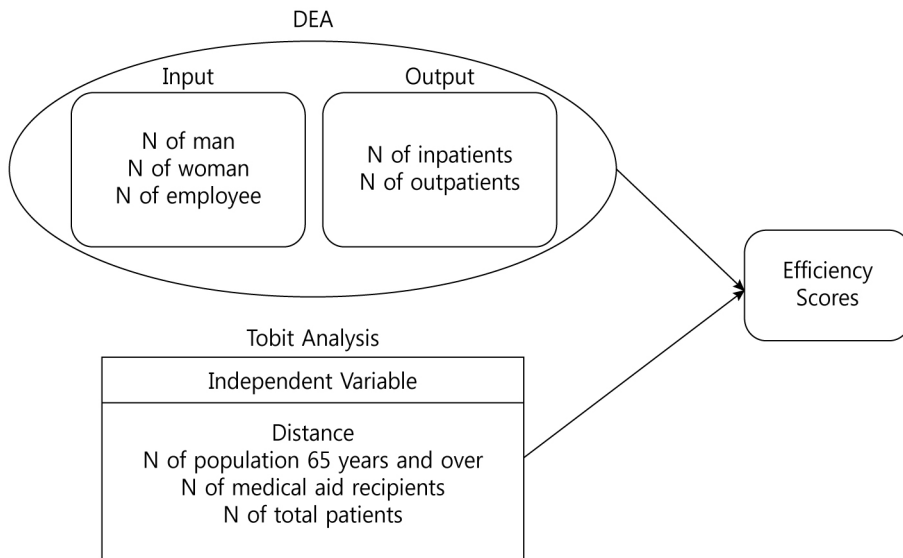 DEA
Input
N of man
N of woman
N of employee
Output
N of inpatients
N of outpatients
Efficiency
Scores
Tobit Analysis
Independent Variable
Distance
N of population 65 years and over
N of medical aid recipients
N of total patients